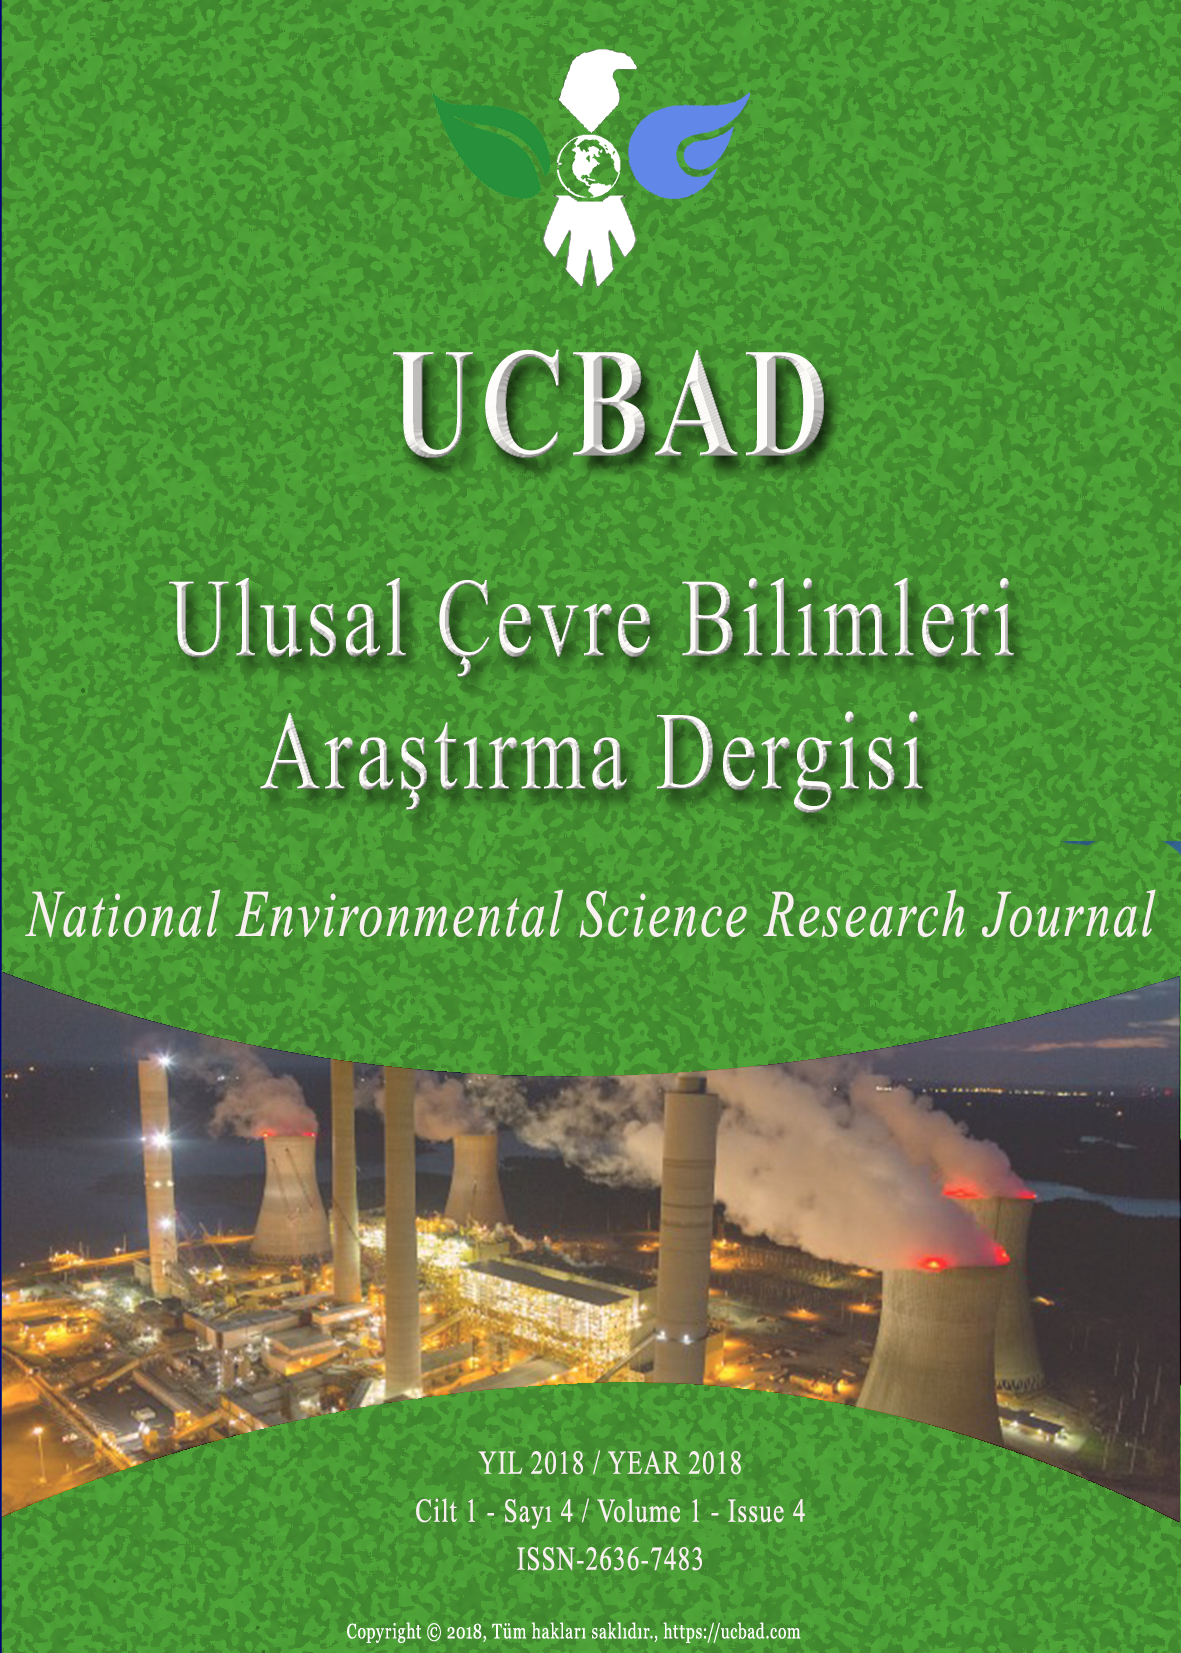 UCBAD
Ulusal Çevre Bilimleri
Araştırma Dergisi
National Environmental Science Research Journal
YIL 2018 / YEAR 2018
Cilt 1 - Sayı 4 / Volume 1 - Issue 4
ISSN-2636-7483
Copyright © 2018, Tüm hakları saklıdır., https://ucbad.com